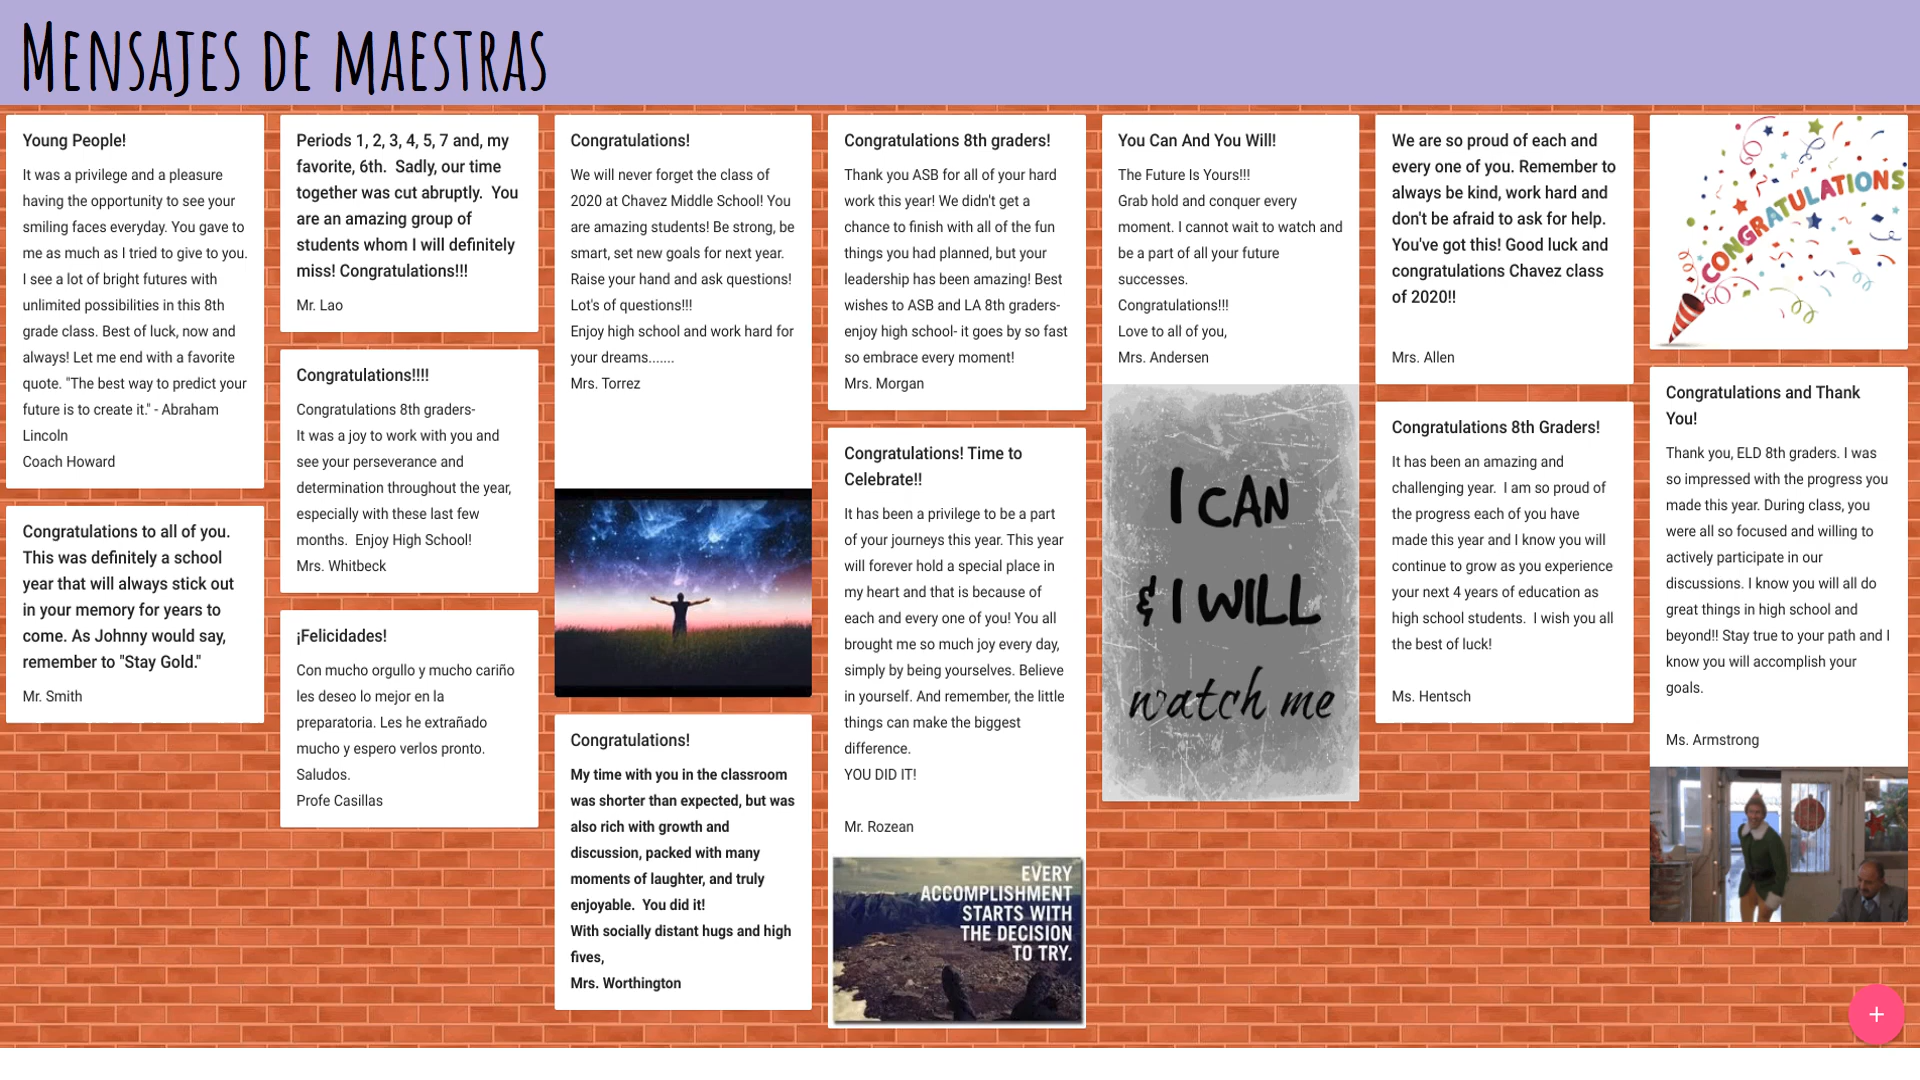 Mensajes de maestras
Young People!
It was a privilege and a pleasure
having the opportunity to see your
smiling faces everyday. You gave to
me as much as I tried to give to you.
I see a lot of bright futures with
unlimited possibilities in this 8th
grade class. Best of luck, now and
always! Let me end with a favorite
quote. "The best way to predict your
future is to create it." - Abraham
Lincoln
Coach Howard
Congratulations to all of you.
This was definitely a school
year that will always stick out
in your memory for years to
come. As Johnny would say,
remember to "Stay Gold."
Mr. Smith
Periods 1, 2, 3, 4, 5, 7 and, my
favorite, 6th.  Sadly, our time
together was cut abruptly.  You
are an amazing group of
students whom I will definitely
miss! Congratulations!!!
Mr. Lao
Congratulations!!!!
Congratulations 8th graders-
It was a joy to work with you and
see your perseverance and
determination throughout the year,
especially with these last few
months.  Enjoy High School!
Mrs. Whitbeck
¡Felicidades!
Con mucho orgullo y mucho cariño
les deseo lo mejor en la
preparatoria. Les he extrañado
mucho y espero verlos pronto.
Saludos.
Profe Casillas
Congratulations!
We will never forget the class of
2020 at Chavez Middle School! You
are amazing students! Be strong, be
smart, set new goals for next year.
Raise your hand and ask questions!
Lot's of questions!!!
Enjoy high school and work hard for
your dreams.......
Mrs. Torrez
Congratulations!
My time with you in the classroom
was shorter than expected, but was
also rich with growth and
discussion, packed with many
moments of laughter, and truly
enjoyable.  You did it!
With socially distant hugs and high
fives,
Mrs. Worthington
Congratulations 8th graders!
Thank you ASB for all of your hard
work this year! We didn't get a
chance to finish with all of the fun
things you had planned, but your
leadership has been amazing! Best
wishes to ASB and LA 8th graders-
enjoy high school- it goes by so fast
so embrace every moment!
Mrs. Morgan
Congratulations! Time to
Celebrate!!
It has been a privilege to be a part
of your journeys this year. This year
will forever hold a special place in
my heart and that is because of
each and every one of you! You all
brought me so much joy every day,
simply by being yourselves. Believe
in yourself. And remember, the little
things can make the biggest
difference.
YOU DID IT!
Mr. Rozean
EVERY
ACCOMPLISHMENT
STARTS WITH
THE DECISION
TO TRY.
You Can And You Will!
The Future Is Yours!!!
Grab hold and conquer every
moment. I cannot wait to watch and
be a part of all your future
successes.
Congratulations!!!
Love to all of you,
Mrs. Andersen
I CAN
& I WILL
watch me
We are so proud of each and
every one of you. Remember to
always be kind, work hard and
don't be afraid to ask for help.
You've got this! Good luck and
congratulations Chavez class
of 2020!!
Mrs. Allen
Congratulations 8th Graders!
It has been an amazing and
challenging year.  I am so proud of
the progress each of you have
made this year and I know you will
continue to grow as you experience
your next 4 years of education as
high school students.  I wish you all
the best of luck!
Ms. Hentsch
CONGRATULATIONS
Congratulations and Thank
You!
Thank you, ELD 8th graders. I was
so impressed with the progress you
made this year. During class, you
were all so focused and willing to
actively participate in our
discussions. I know you will all do
great things in high school and
beyond!! Stay true to your path and I
know you will accomplish your
goals.
Ms. Armstrong
+